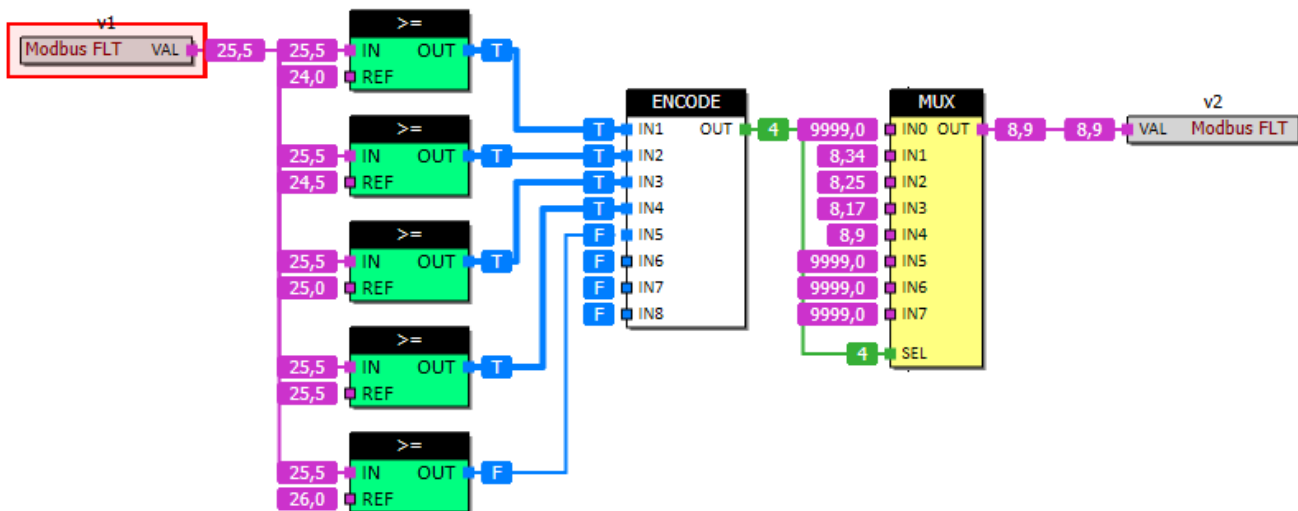 v1
Modbus FLT VAL 25,5
>=
25,5 IN OUT T
24,0 REF
>=
25,5 IN OUT T
24,5 REF
>=
25,5 IN OUT T
25,0 REF
>=
25,5 IN OUT T
25,5 REF
>=
25,5 IN OUT F
26,0 REF
ENCODE
T IN1 OUT 4
T IN2
T IN3
T IN4
F IN5
F IN6
F IN7
F IN8
MUX
9999,0 IN0 OUT 8,9 8,9
8,34 IN1
8,25 IN2
8,17 IN3
8,9 IN4
9999,0 IN5
9999,0 IN6
9999,0 IN7
4 SEL
v2
VAL Modbus FLT